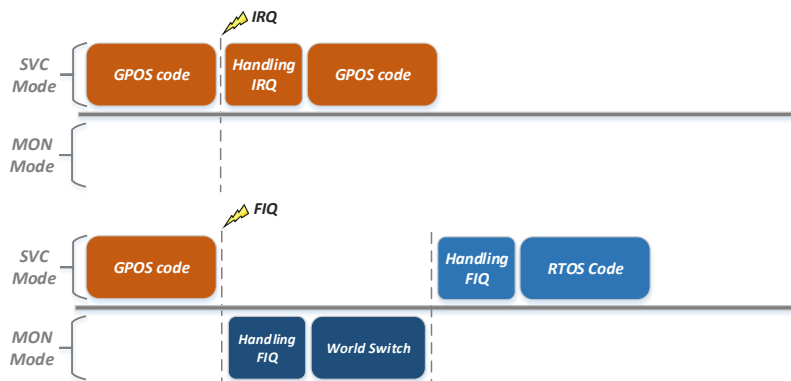 IRQ
SVC
Mode
GPOS code
Handling
IRQ
GPOS code
MON
Mode
FIQ
SVC
Mode
GPOS code
Handling
FIQ
RTOS Code
MON
Mode
Handling
FIQ
World Switch